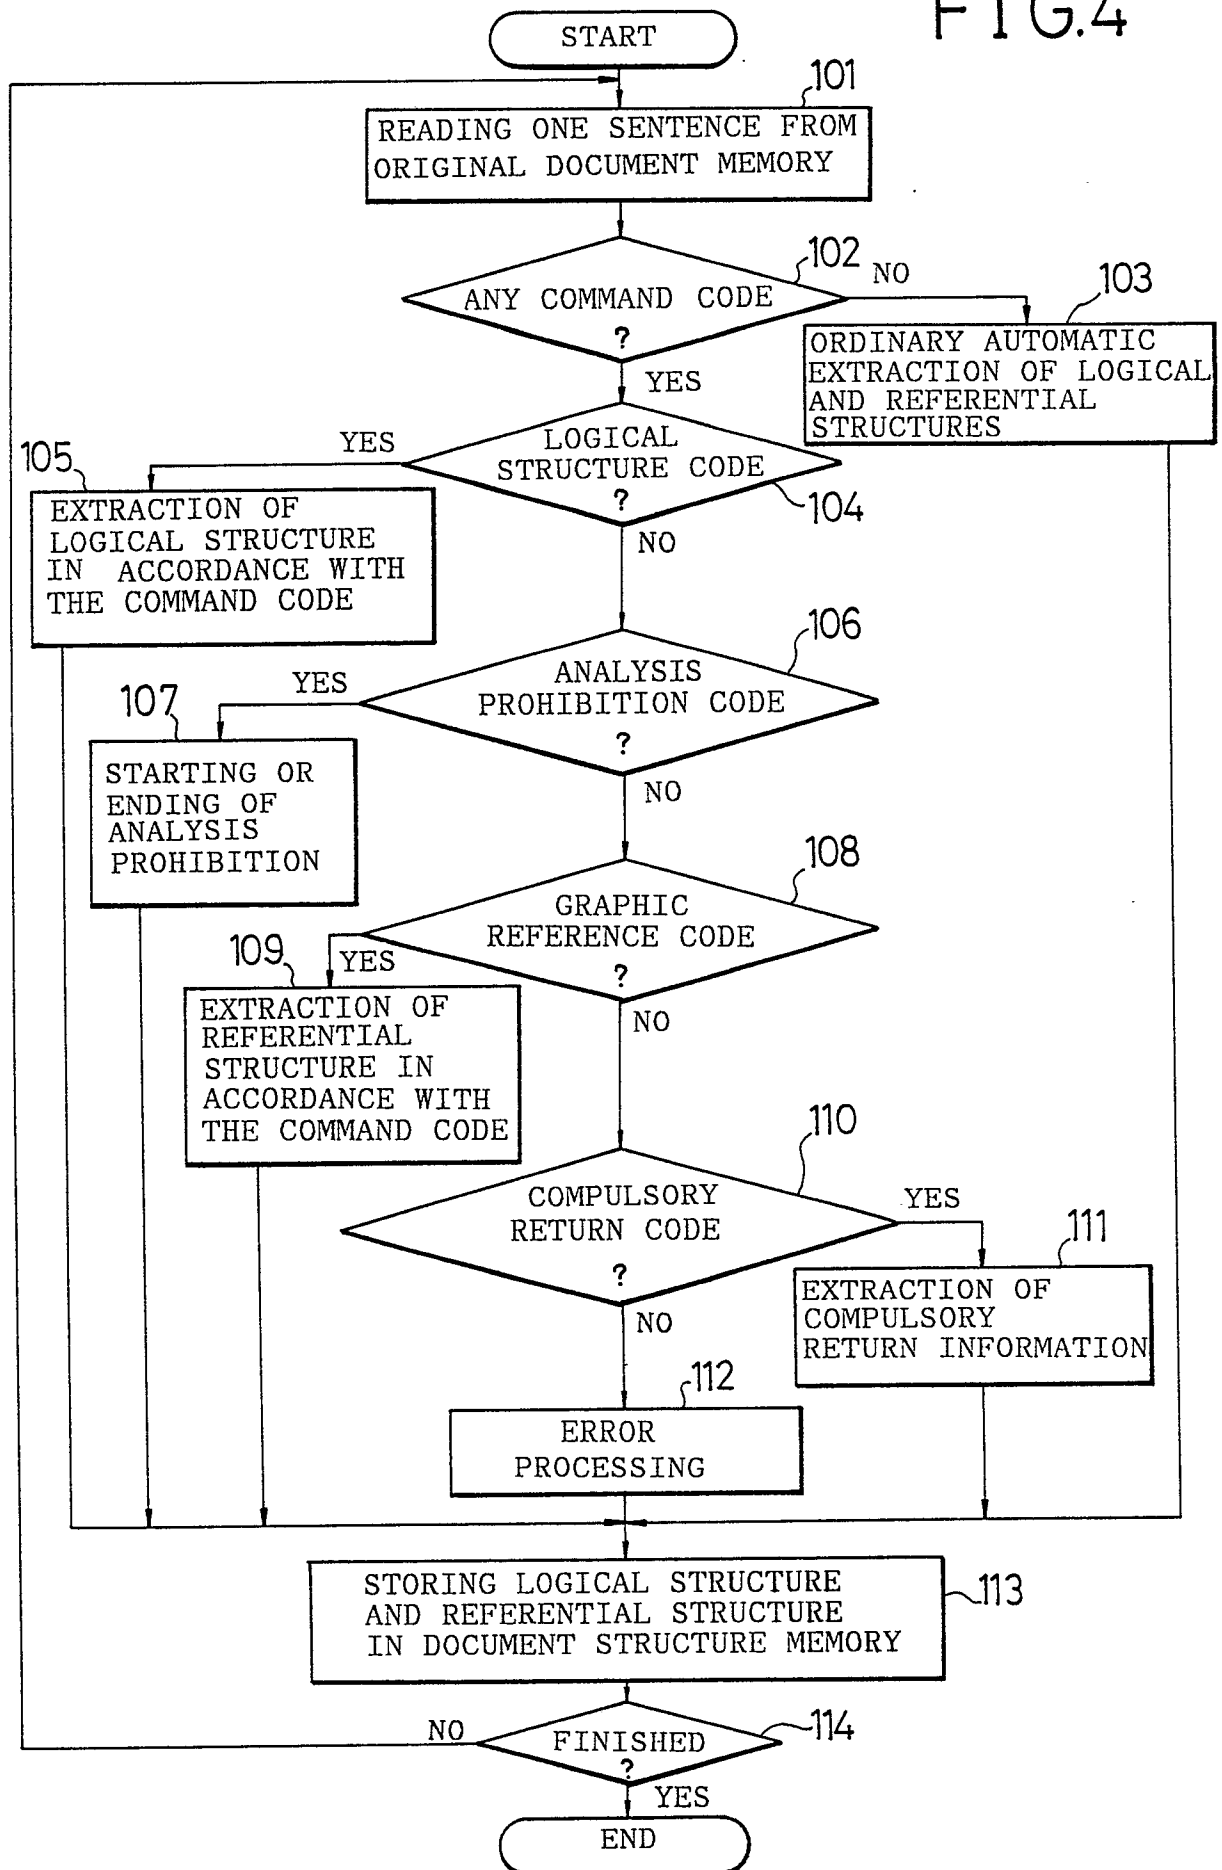 FIG.4
START
101
READING ONE SENTENCE FROM
ORIGINAL DOCUMENT MEMORY
102
NO
ANY COMMAND CODE
?
103
ORDINARY AUTOMATIC
EXTRACTION OF LOGICAL
AND REFERENTIAL
STRUCTURES
YES
YES
LOGICAL
STRUCTURE CODE
?
104
105
EXTRACTION OF
LOGICAL STRUCTURE
IN ACCORDANCE WITH
THE COMMAND CODE
NO
106
YES
ANALYSIS
PROHIBITION CODE
?
107
STARTING OR
ENDING OF
ANALYSIS
PROHIBITION
NO
108
GRAPHIC
REFERENCE CODE
?
109
YES
EXTRACTION OF
REFERENTIAL
STRUCTURE IN
ACCORDANCE WITH
THE COMMAND CODE
NO
110
COMPULSORY
RETURN CODE
?
YES
111
EXTRACTION OF
COMPULSORY
RETURN INFORMATION
NO
112
ERROR
PROCESSING
STORING LOGICAL STRUCTURE
AND REFERENTIAL STRUCTURE
IN DOCUMENT STRUCTURE MEMORY
113
NO
FINISHED
?
114
YES
END